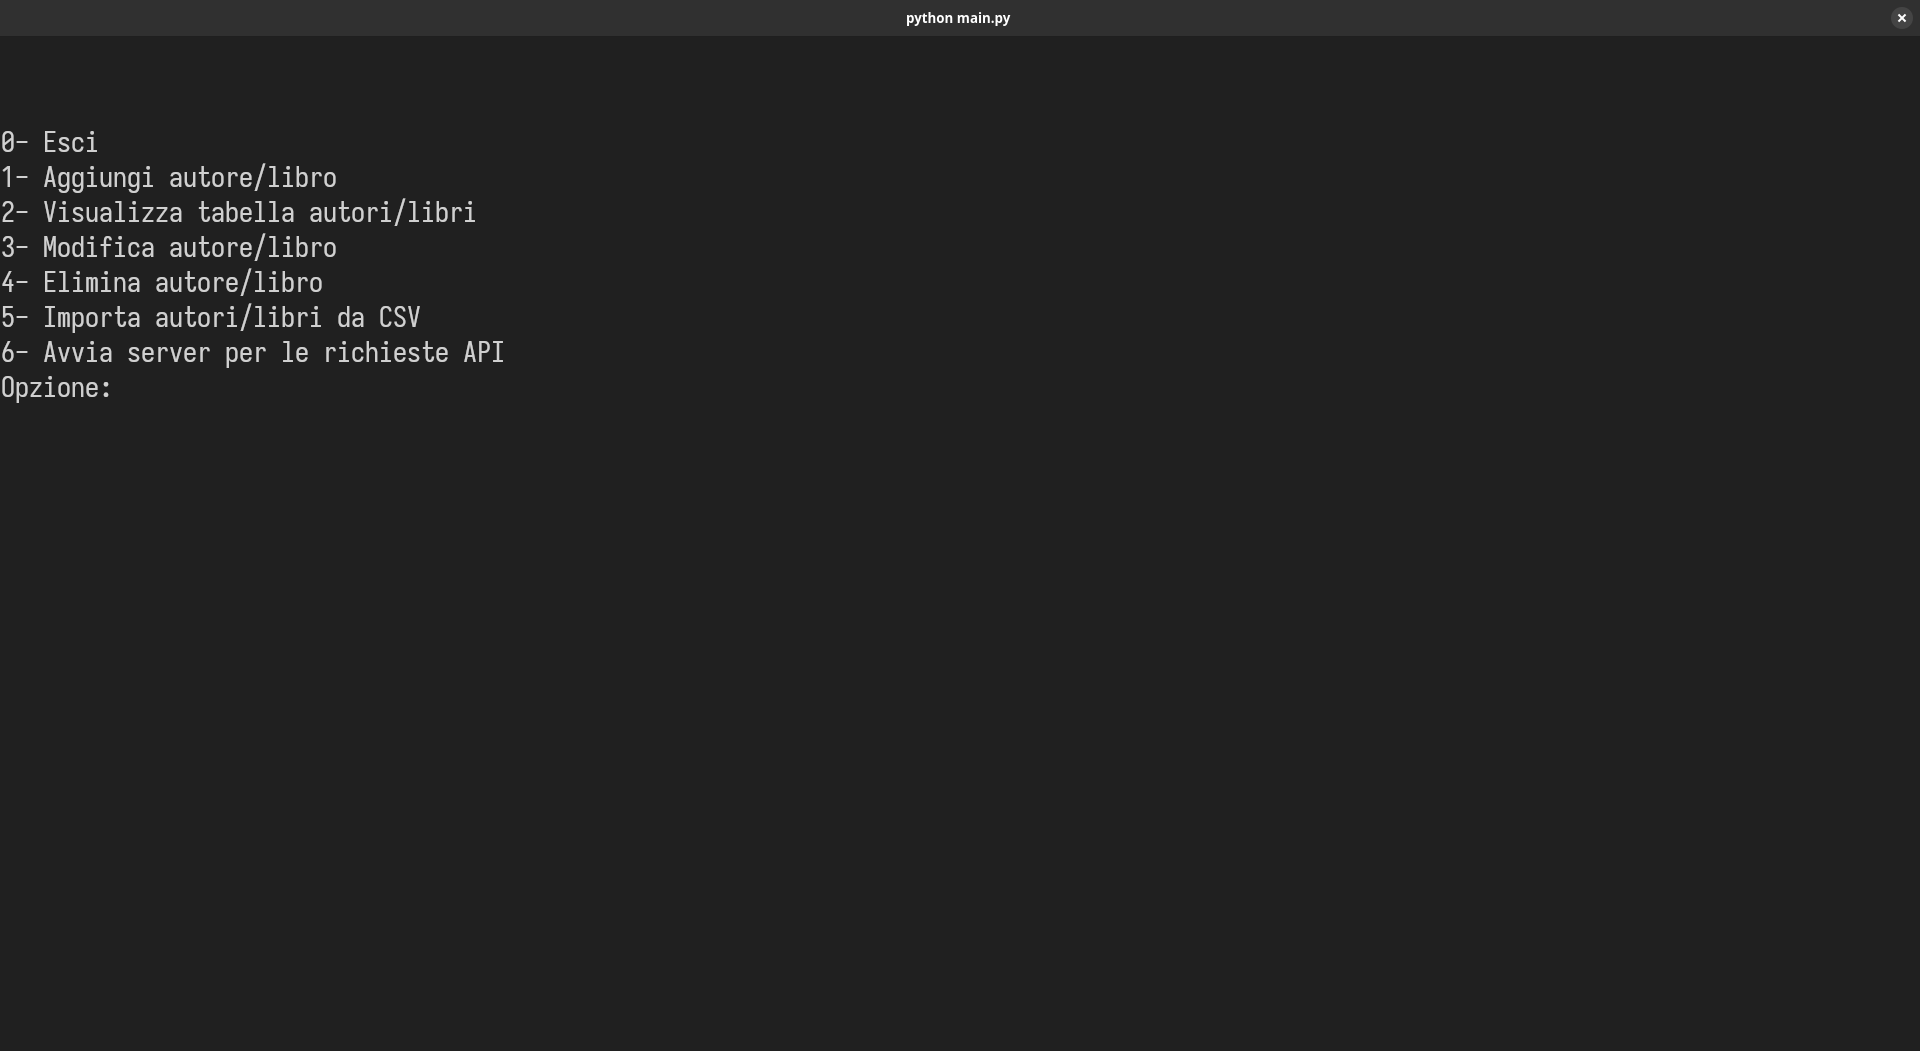 python main.py
0- Esci
1- Aggiungi autore/libro
2- Visualizza tabella autori/libri
3- Modifica autore/libro
4- Elimina autore/libro
5- Importa autori/libri da CSV
6- Avvia server per le richieste API
Opzione: